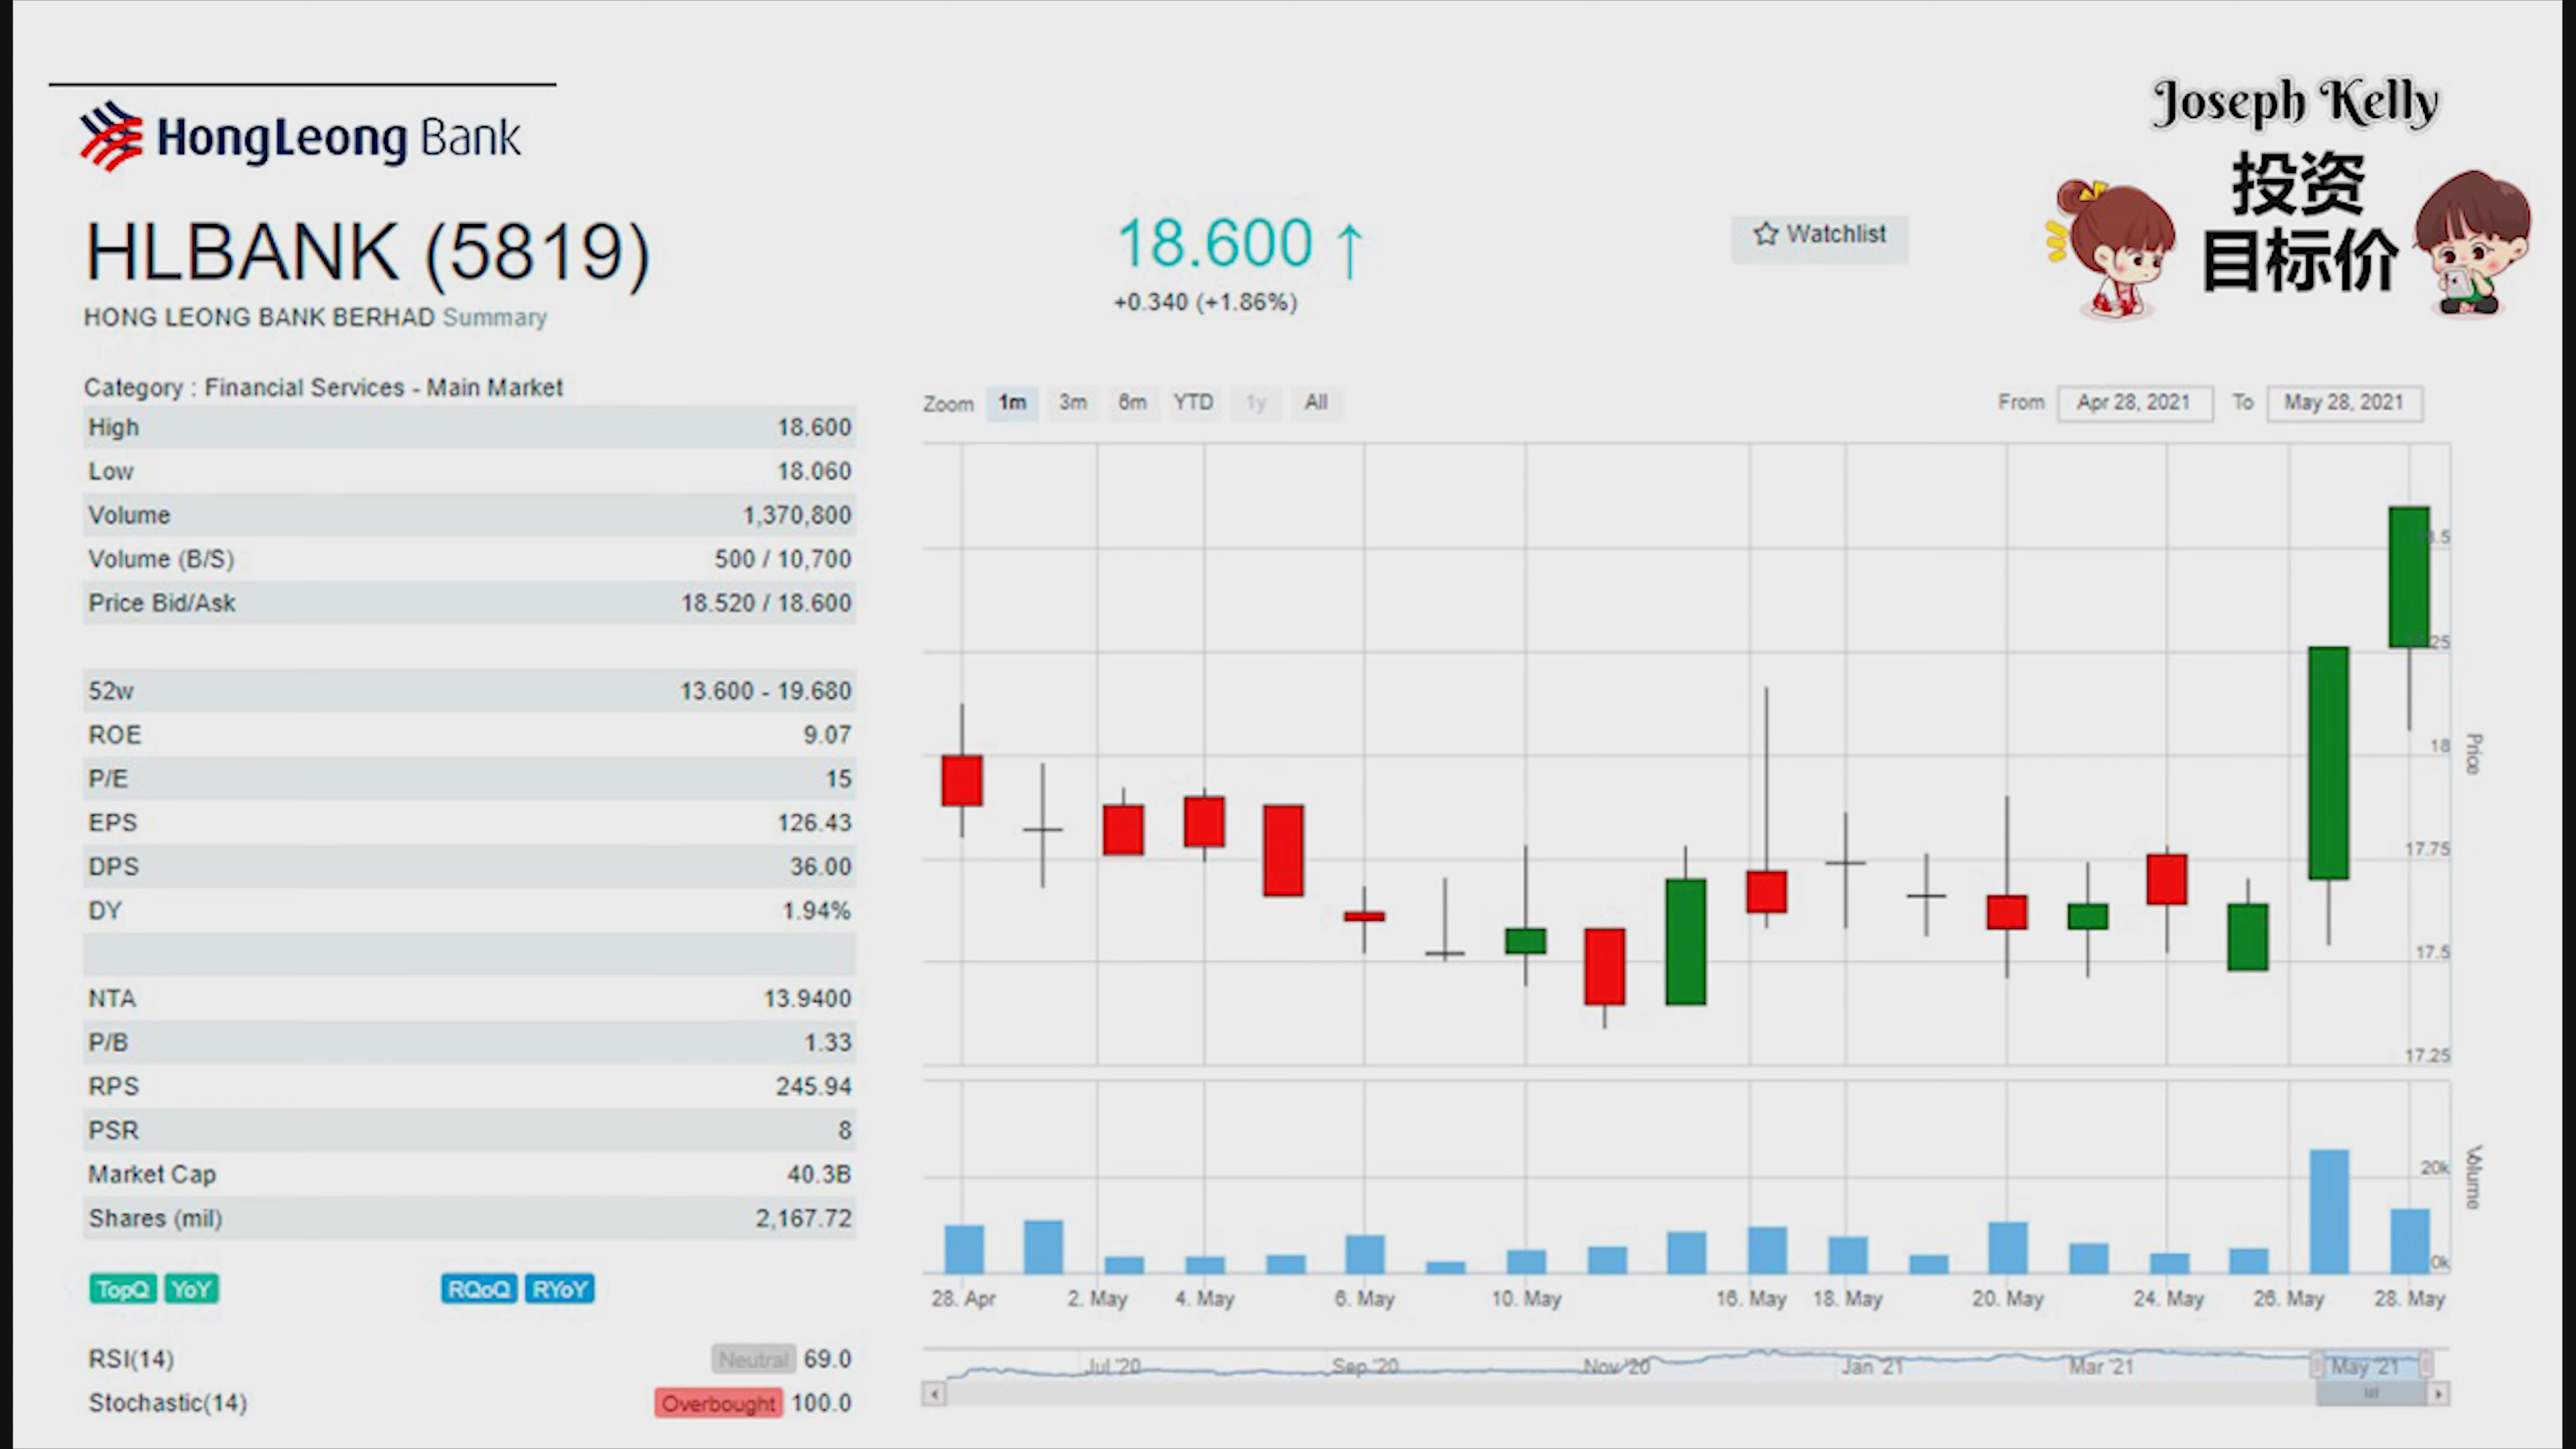 HongLeong Bank
Joseph Kelly
投资
目标价
HLBANK (5819)
HONG LEONG BANK BERHAD Summary
18.600 ↑
+0.340 (+1.86%)
Watchlist
Category : Financial Services - Main Market
High 18.600
Low 18.060
Volume 1,370,800
Volume (B/S) 500 / 10,700
Price Bid/Ask 18.520 / 18.600
52w 13.600 - 19.680
ROE 9.07
P/E 15
EPS 126.43
DPS 36.00
DY 1.94%
NTA 13.9400
P/B 1.33
RPS 245.94
PSR 8
Market Cap 40.3B
Shares (mil) 2,167.72
TopQ YoY RQoQ RYoY
RSI(14) Neutral 69.0
Stochastic(14) Overbought 100.0
Zoom 1m 3m 6m YTD 1y All
From Apr 28, 2021 To May 28, 2021
18
17.75
17.5
17.25
Price
20k
0k
Volume
28. Apr 2. May 4. May 6. May 10. May 16. May 18. May 20. May 24. May 26. May 28. May
Jul '20 Sep '20 Nov '20 Jan '21 Mar '21 May '21